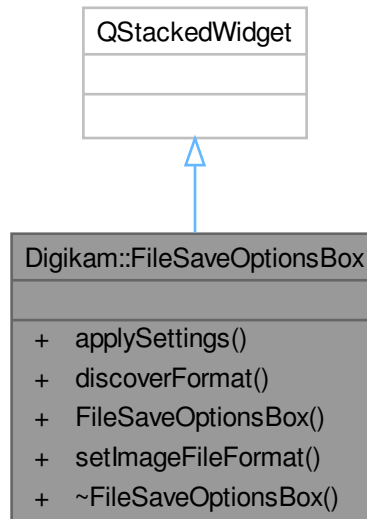 QStackedWidget
Digikam::FileSaveOptionsBox
+ applySettings()
+ discoverFormat()
+ FileSaveOptionsBox()
+ setImageFileFormat()
+ ~FileSaveOptionsBox()